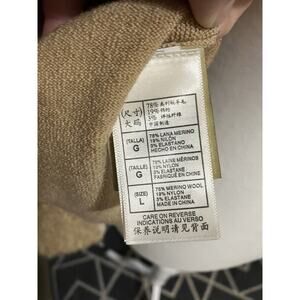 (尺寸) 78% 美利奴羊毛
大码 19% 锦纶
3% 弹性纤维
中国制造
(TALLA) 78% LANA MERINO
G 19% NILÓN
3% ELASTANO
HECHO EN CHINA
(TAILLE) 78% LAINE MÉRINOS
G 19% NYLON
3% ÉLASTANE
FABRIQUÉ EN CHINE
(SIZE) 78% MERINO WOOL
L 19% NYLON
3% ELASTANE
MADE IN CHINA
CARE ON REVERSE
INDICATIONS AU VERSO
保养说明请见背面